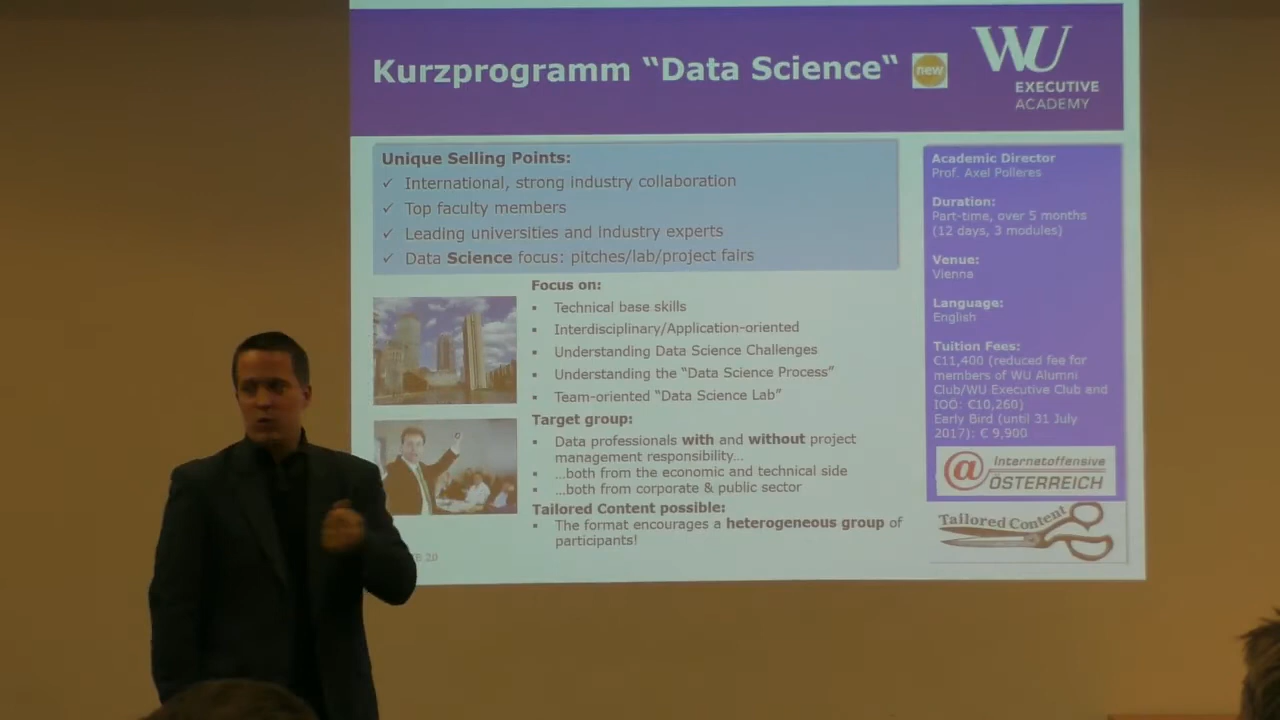 Kurzprogramm “Data Science“
new
WU
EXECUTIVE
ACADEMY
Unique Selling Points:
✓ International, strong industry collaboration
✓ Top faculty members
✓ Leading universities and industry experts
✓ Data Science focus: pitches/lab/project fairs
Focus on:
▪ Technical base skills
▪ Interdisciplinary/Application-oriented
▪ Understanding Data Science Challenges
▪ Understanding the “Data Science Process”
▪ Team-oriented “Data Science Lab”
Target group:
▪ Data professionals with and without project
management responsibility…
▪ …both from the economic and technical side
▪ …both from corporate & public sector
Tailored Content possible:
▪ The format encourages a heterogeneous group of
participants!
20
Academic Director
Prof. Axel Polleres
Duration:
Part-time, over 5 months
(12 days, 3 modules)
Venue:
Vienna
Language:
English
Tuition Fees:
€11,400 (reduced fee for
members of WU Alumni
Club/WU Executive Club and
IOÖ: €10,260)
Early Bird (until 31 July
2017): € 9,900
@ Internetoffensive
ÖSTERREICH
Tailored Content